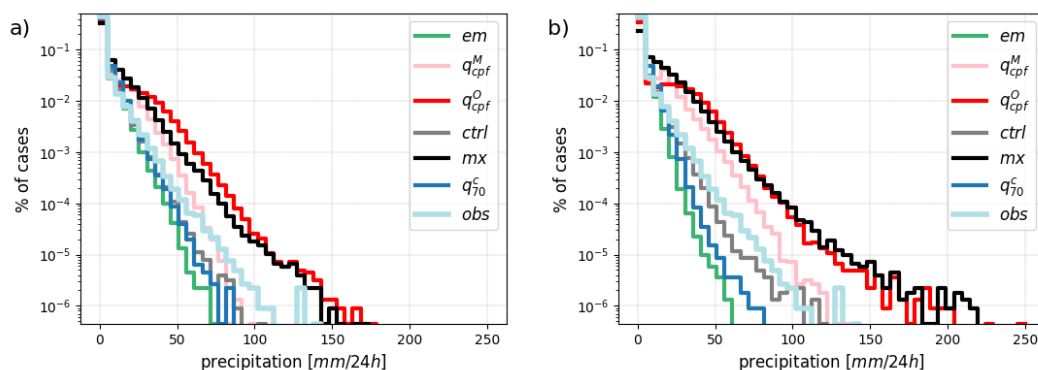 a)
% of cases
10⁻¹
10⁻²
10⁻³
10⁻⁴
10⁻⁵
10⁻⁶
0 50 100 150 200 250
precipitation [mm/24h]
em
q^M_cpf
q^O_cpf
ctrl
mx
q^c_70
obs
b)
% of cases
10⁻¹
10⁻²
10⁻³
10⁻⁴
10⁻⁵
10⁻⁶
0 50 100 150 200 250
precipitation [mm/24h]
em
q^M_cpf
q^O_cpf
ctrl
mx
q^c_70
obs